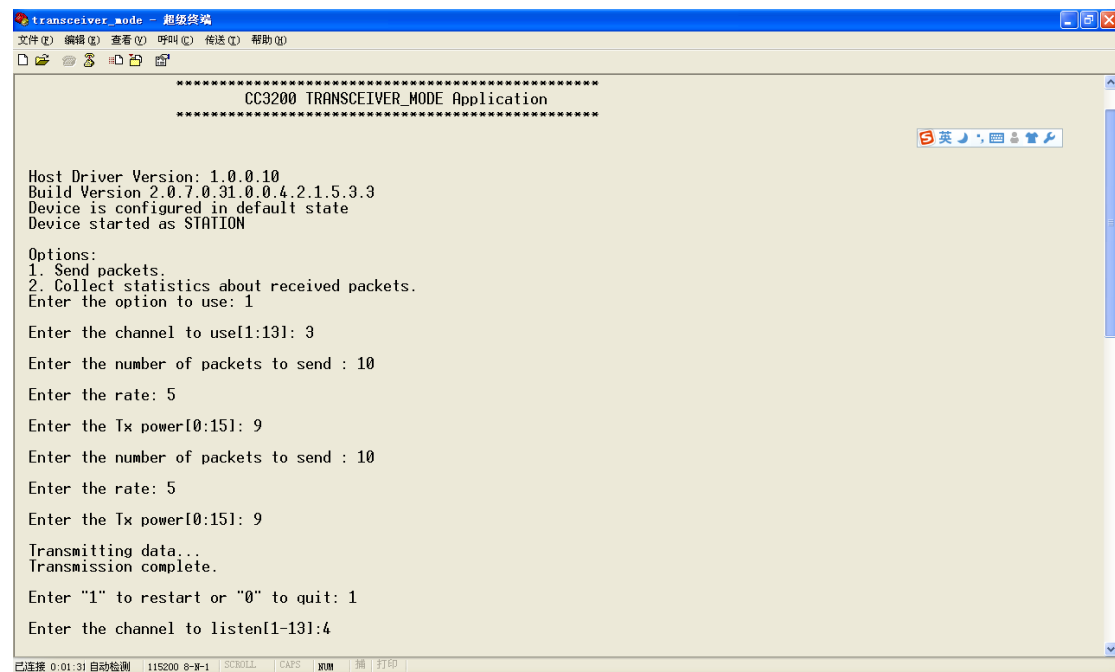 transceiver_mode - 超级终端
文件(F) 编辑(E) 查看(V) 呼叫(C) 传送(T) 帮助(H)
*************************************************
CC3200 TRANSCEIVER_MODE Application
*************************************************
英
Host Driver Version: 1.0.0.10
Build Version 2.0.7.0.31.0.0.4.2.1.5.3.3
Device is configured in default state
Device started as STATION
Options:
1. Send packets.
2. Collect statistics about received packets.
Enter the option to use: 1
Enter the channel to use[1:13]: 3
Enter the number of packets to send : 10
Enter the rate: 5
Enter the Tx power[0:15]: 9
Enter the number of packets to send : 10
Enter the rate: 5
Enter the Tx power[0:15]: 9
Transmitting data...
Transmission complete.
Enter "1" to restart or "0" to quit: 1
Enter the channel to listen[1-13]:4
已连接 0:01:31 自动检测 115200 8-N-1 SCROLL CAPS NUM 捕 打印